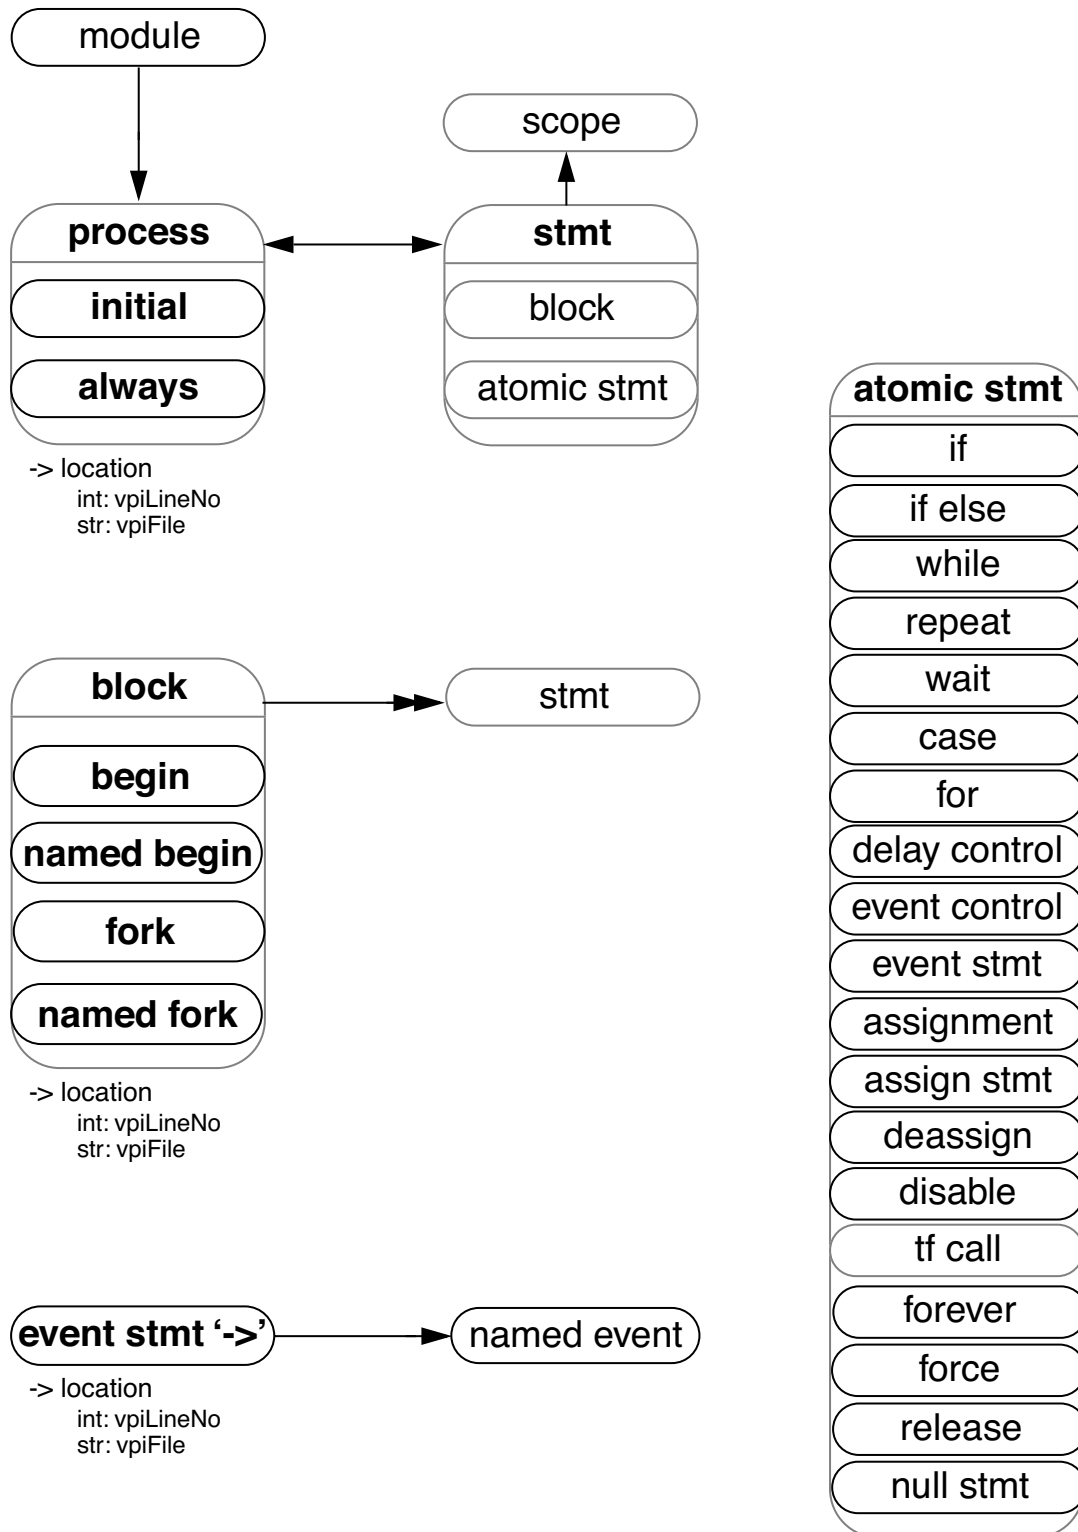 module
scope
process
stmt
initial
block
always
atomic stmt
-> location
int: vpiLineNo
str: vpiFile
block
stmt
begin
named begin
fork
named fork
-> location
int: vpiLineNo
str: vpiFile
event stmt ‘->’
named event
-> location
int: vpiLineNo
str: vpiFile
atomic stmt
if
if else
while
repeat
wait
case
for
delay control
event control
event stmt
assignment
assign stmt
deassign
disable
tf call
forever
force
release
null stmt